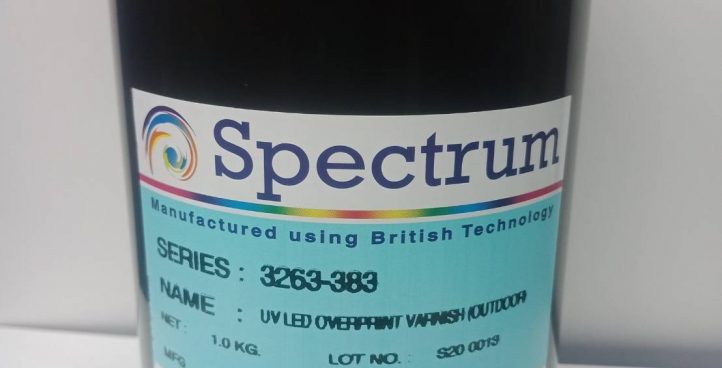 Spectrum
Manufactured using British Technology
SERIES : 3263-383
NAME : UV LED OVERPRINT VARNISH (OUTDOOR)
NET : 1.0 KG. LOT NO. : S20 0013
MFG